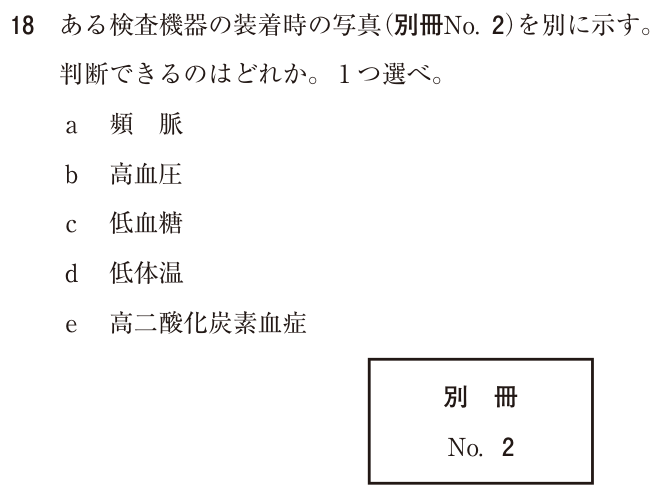 18 ある検査機器の装着時の写真(別冊No. 2)を別に示す。
判断できるのはどれか。1つ選べ。
a 頻 脈
b 高血圧
c 低血糖
d 低体温
e 高二酸化炭素血症
別 冊
No. 2